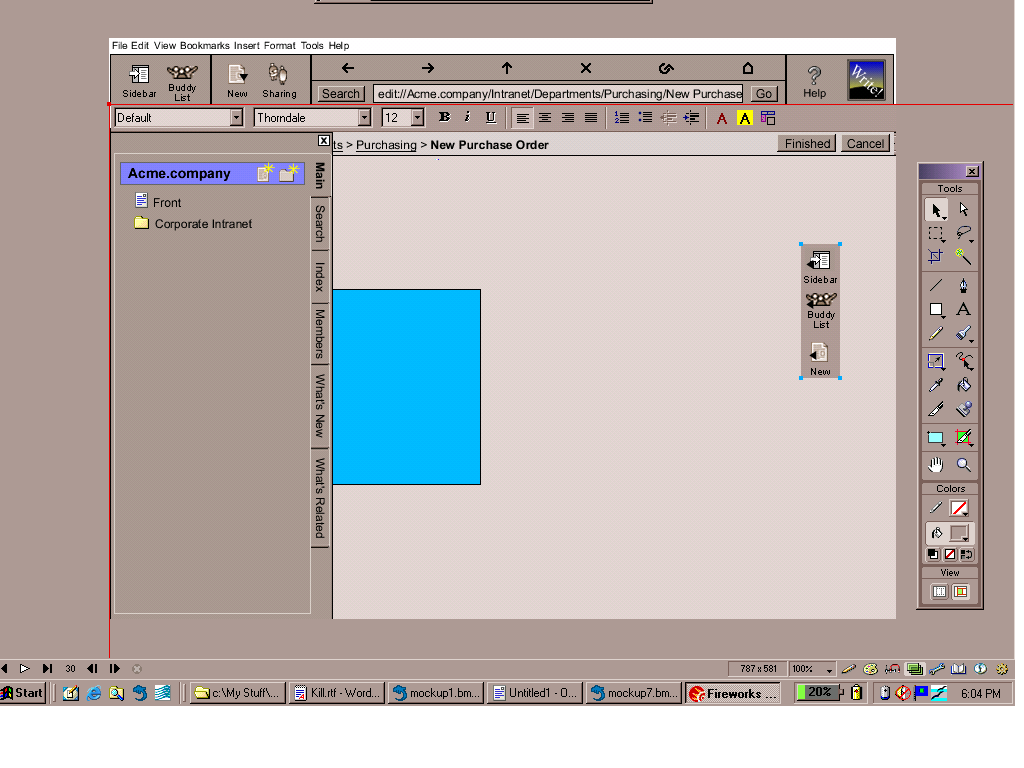 File Edit View Bookmarks Insert Format Tools Help
Sidebar
Buddy List
New
Sharing
Search
edit://Acme.company/Intranet/Departments/Purchasing/New Purchase
Go
Help
Write!
Default
Thorndale
12
B i U
A A
ts > Purchasing > New Purchase Order
Finished
Cancel
Acme.company
Front
Corporate Intranet
Main
Search
Index
Members
What's New
What's Related
Sidebar
Buddy
List
New
Tools
A
Colors
View
30
787 x 581
100%
Start
c:\My Stuff\...
Kill.rtf - Word...
mockup1.bm...
Untitled1 - O...
mockup7.bm...
Fireworks ...
20%
6:04 PM